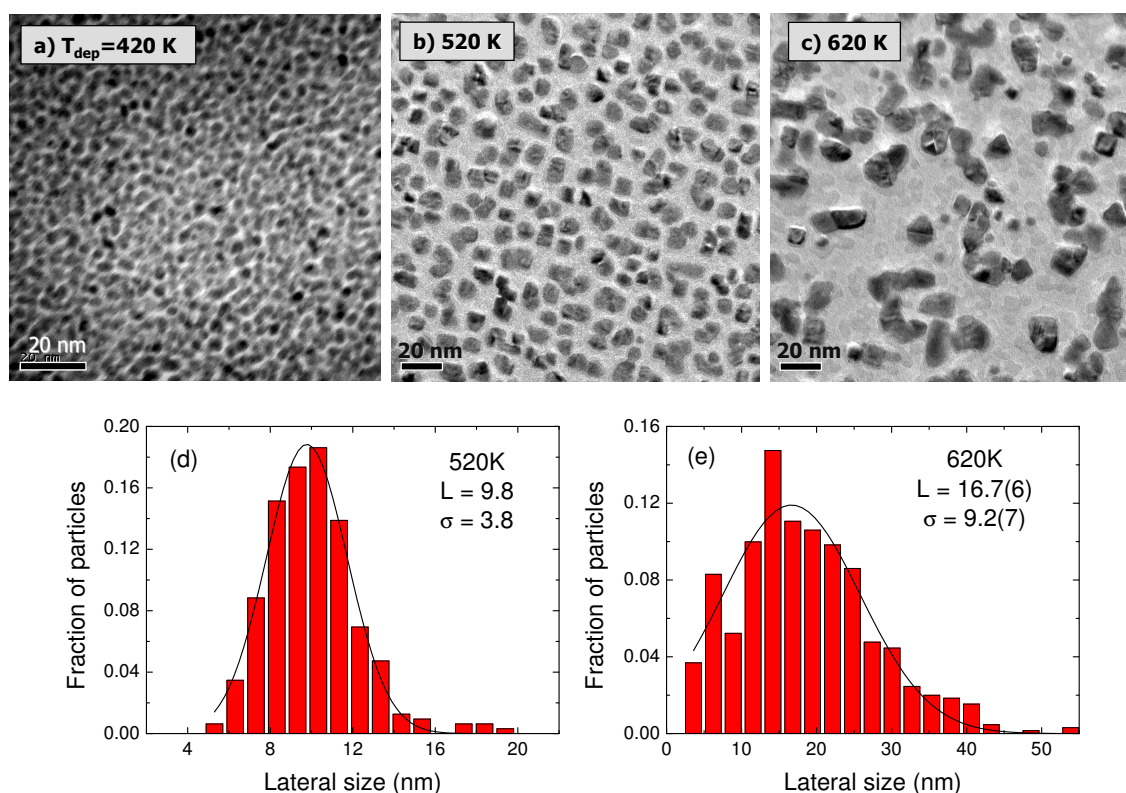 a) T_dep=420 K
20 nm
20 nm
b) 520 K
20 nm
c) 620 K
20 nm
(d)
520K
L = 9.8
σ = 3.8
Fraction of particles
0.20
0.16
0.12
0.08
0.04
0.00
4 8 12 16 20
Lateral size (nm)
(e)
620K
L = 16.7(6)
σ = 9.2(7)
Fraction of particles
0.16
0.12
0.08
0.04
0.00
0 10 20 30 40 50
Lateral size (nm)